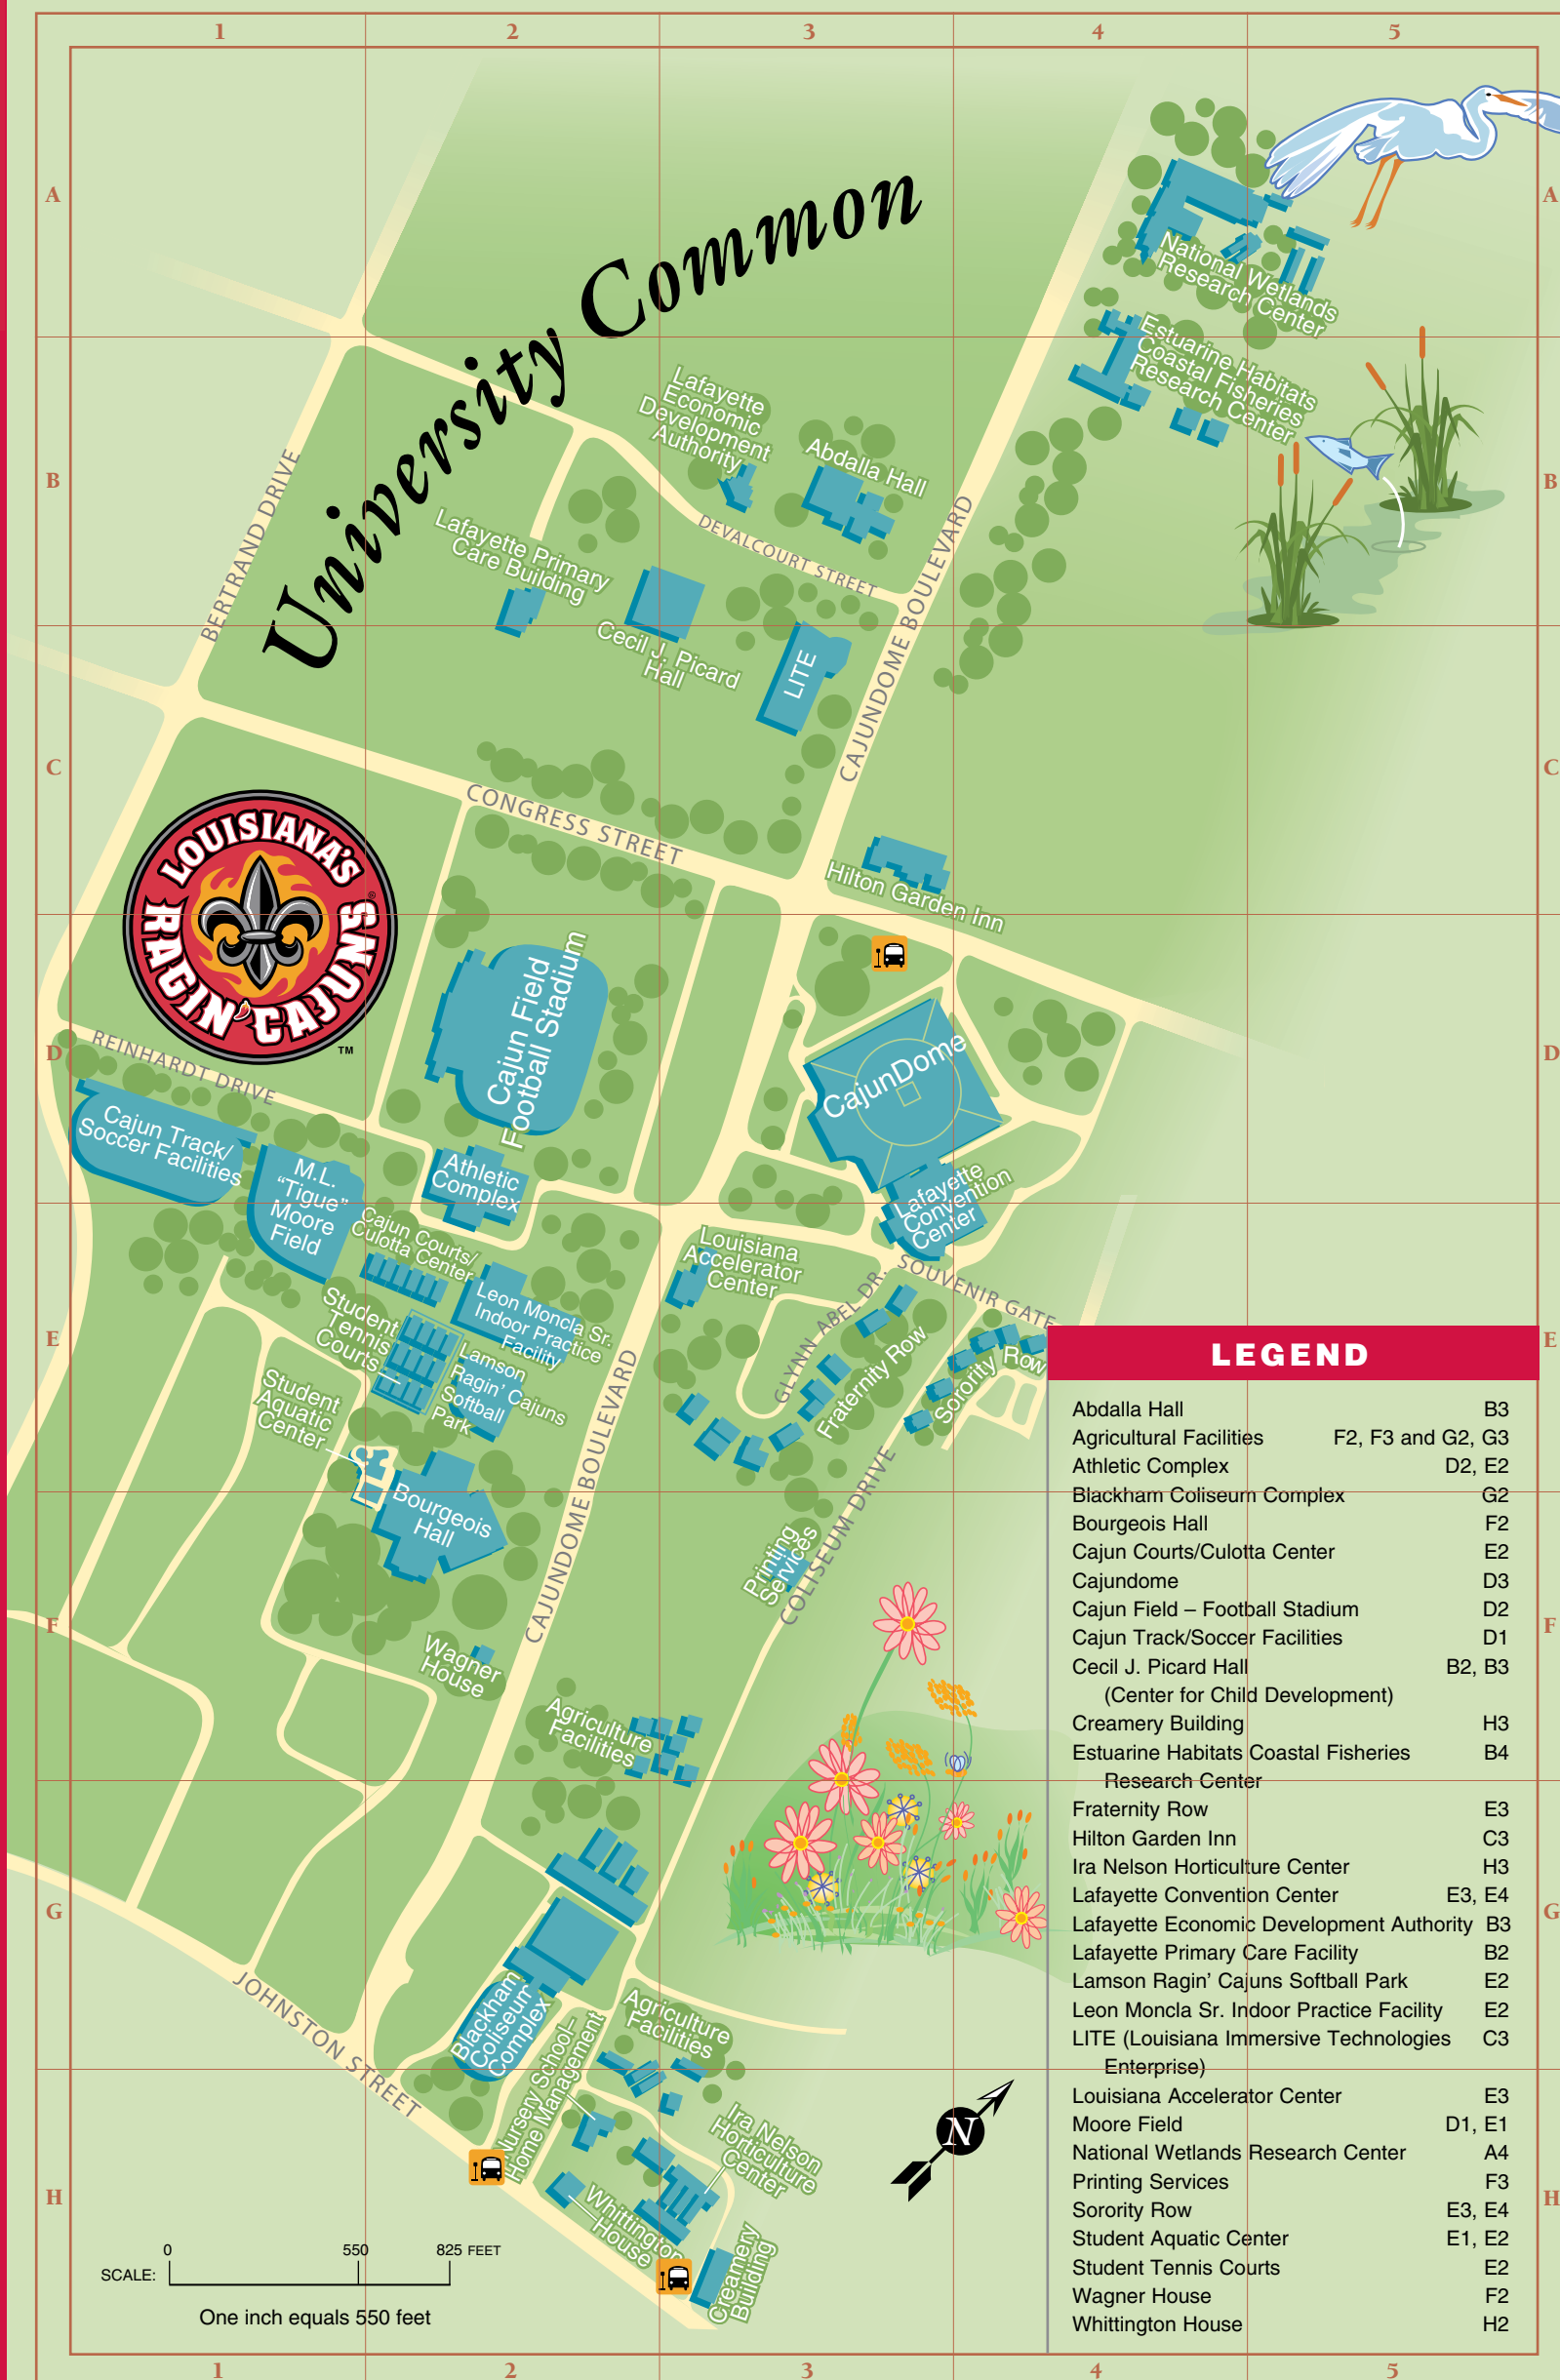 1 2 3 4 5
A A
University Common
National Wetlands
Research Center
Estuarine Habitats
Coastal Fisheries
Research Center
Lafayette
Economic
Development
Authority
Abdalla Hall
B B
BERTRAND DRIVE
DEVALCOURT STREET
Lafayette Primary
Care Building
Cecil J. Picard
Hall
LITE
CAJUNDOME BOULEVARD
C C
CONGRESS STREET
LOUISIANA'S
RAGIN' CAJUNS
®
TM
Hilton Garden Inn
D D
REINHARDT DRIVE
Cajun Field
Football Stadium
CajunDome
Cajun Track/
Soccer Facilities
M.L.
“Tigue”
Moore
Field
Athletic
Complex
Lafayette
Convention
Center
Cajun Courts/
Culotta Center
Louisiana
Accelerator
Center
SOUVENIR GATE
GLYNN ABEL DR.
E E
Student
Tennis
Courts
Leon Moncla Sr.
Indoor Practice
Facility
Lamson
Ragin' Cajuns
Softball
Park
Fraternity Row
Sorority Row
Student
Aquatic
Center
CAJUNDOME BOULEVARD
Bourgeois
Hall
COLISEUM DRIVE
Printing
Services
F F
Wagner
House
Agriculture
Facilities
G G
JOHNSTON STREET
Blackham
Coliseum
Complex
Agriculture
Facilities
Nursery School–
Home Management
Ira Nelson
Horticulture
Center
N
H H
Whittington
House
Creamery
Building
0 550 825 FEET
SCALE:
One inch equals 550 feet
LEGEND
Abdalla Hall B3
Agricultural Facilities F2, F3 and G2, G3
Athletic Complex D2, E2
Blackham Coliseum Complex G2
Bourgeois Hall F2
Cajun Courts/Culotta Center E2
Cajundome D3
Cajun Field – Football Stadium D2
Cajun Track/Soccer Facilities D1
Cecil J. Picard Hall B2, B3
(Center for Child Development)
Creamery Building H3
Estuarine Habitats Coastal Fisheries B4
Research Center
Fraternity Row E3
Hilton Garden Inn C3
Ira Nelson Horticulture Center H3
Lafayette Convention Center E3, E4
Lafayette Economic Development Authority B3
Lafayette Primary Care Facility B2
Lamson Ragin’ Cajuns Softball Park E2
Leon Moncla Sr. Indoor Practice Facility E2
LITE (Louisiana Immersive Technologies C3
Enterprise)
Louisiana Accelerator Center E3
Moore Field D1, E1
National Wetlands Research Center A4
Printing Services F3
Sorority Row E3, E4
Student Aquatic Center E1, E2
Student Tennis Courts E2
Wagner House F2
Whittington House H2
1 2 3 4 5